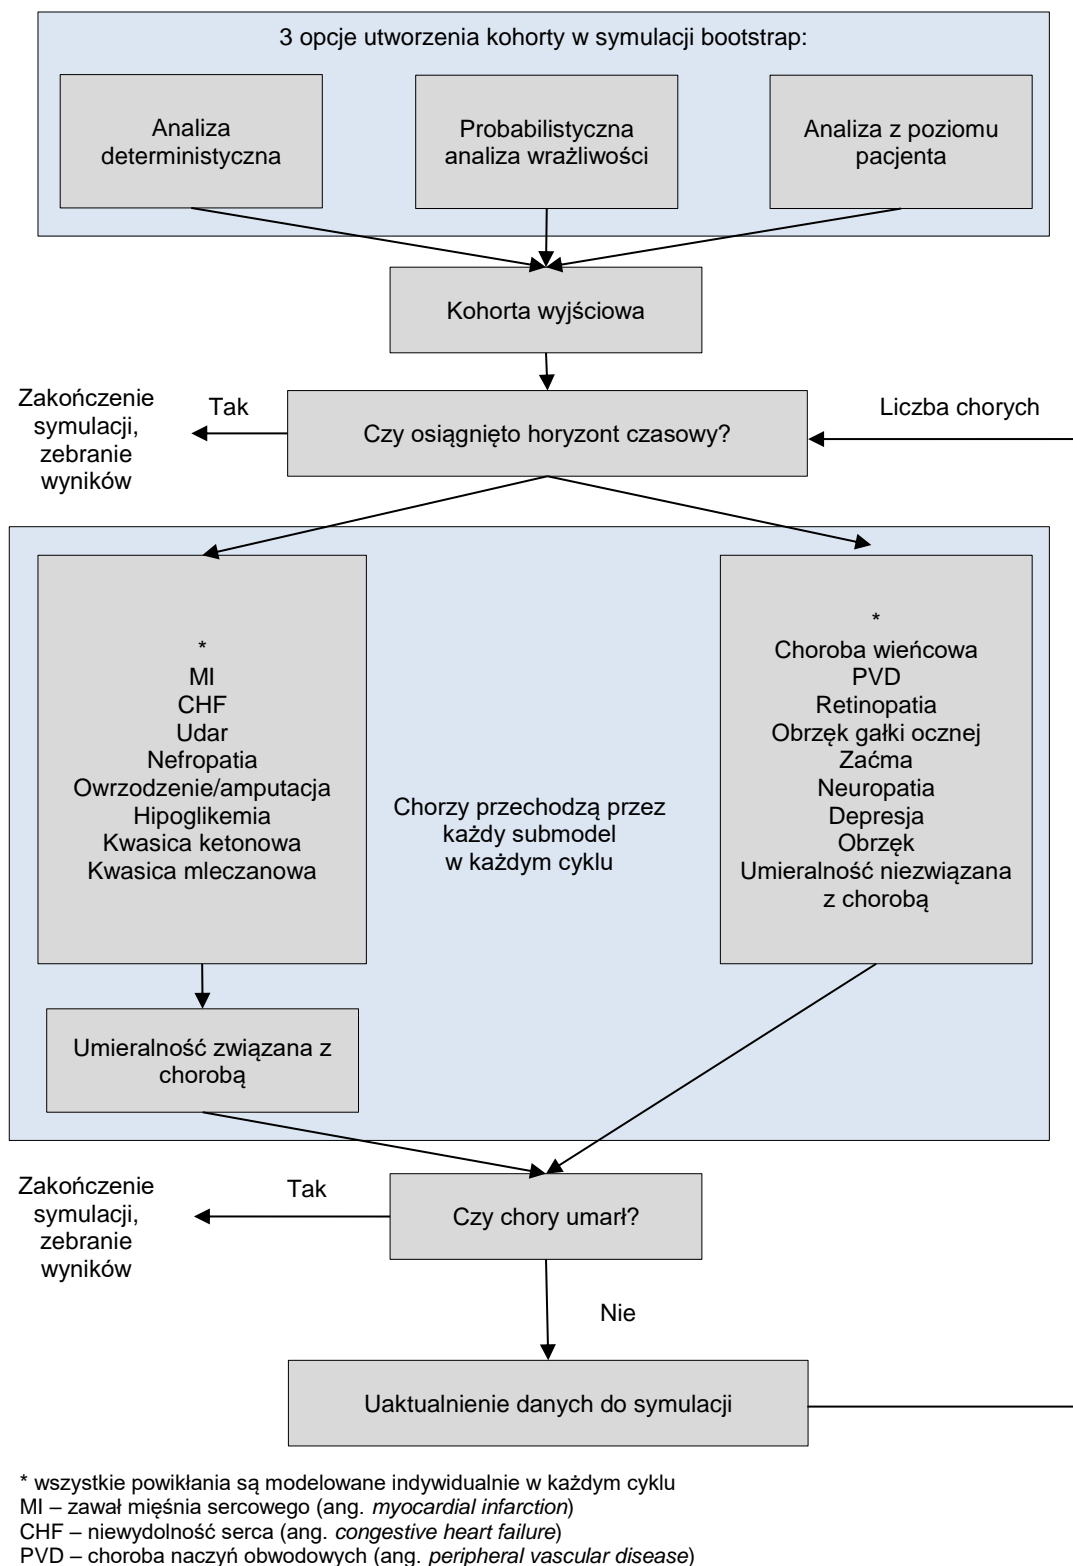 3 opcje utworzenia kohorty w symulacji bootstrap:
Analiza
deterministyczna
Probabilistyczna
analiza wrażliwości
Analiza z poziomu
pacjenta
Kohorta wyjściowa
Zakończenie
symulacji,
zebranie
wyników
Tak
Czy osiągnięto horyzont czasowy?
Liczba chorych
*
MI
CHF
Udar
Nefropatia
Owrzodzenie/amputacja
Hipoglikemia
Kwasica ketonowa
Kwasica mleczanowa
Chorzy przechodzą przez
każdy submodel
w każdym cyklu
*
Choroba wieńcowa
PVD
Retinopatia
Obrzęk gałki ocznej
Zaćma
Neuropatia
Depresja
Obrzęk
Umieralność niezwiązana
z chorobą
Umieralność związana z
chorobą
Zakończenie
symulacji,
zebranie
wyników
Tak
Czy chory umarł?
Nie
Uaktualnienie danych do symulacji
* wszystkie powikłania są modelowane indywidualnie w każdym cyklu
MI – zawał mięśnia sercowego (ang. myocardial infarction)
CHF – niewydolność serca (ang. congestive heart failure)
PVD – choroba naczyń obwodowych (ang. peripheral vascular disease)